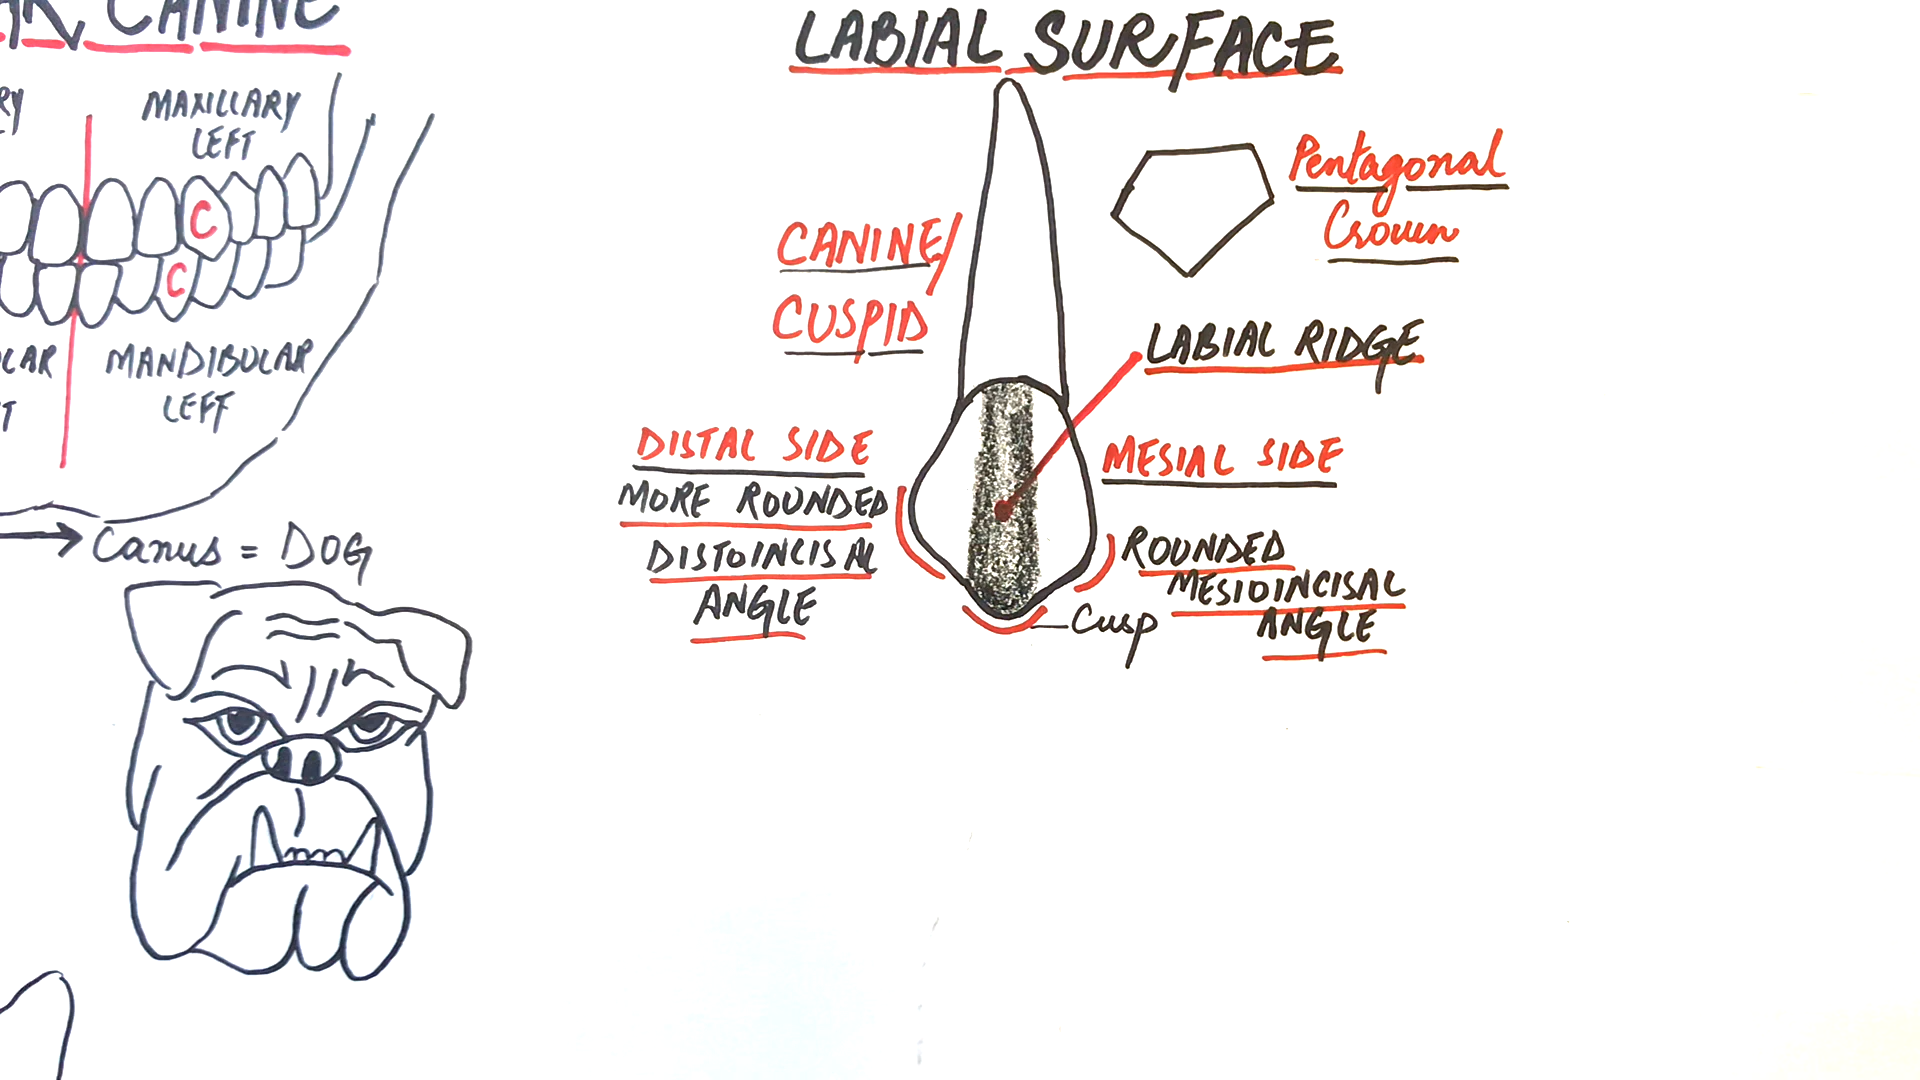 CANINE
MAXILLARY
LEFT
C
C
MANDIBULAR
LEFT
Canus = DOG
LABIAL SURFACE
Pentagonal
Crown
CANINE/
CUSPID
LABIAL RIDGE
DISTAL SIDE
MORE ROUNDED
DISTOINCISAL
ANGLE
MESIAL SIDE
ROUNDED
MESIOINCISAL
ANGLE
Cusp